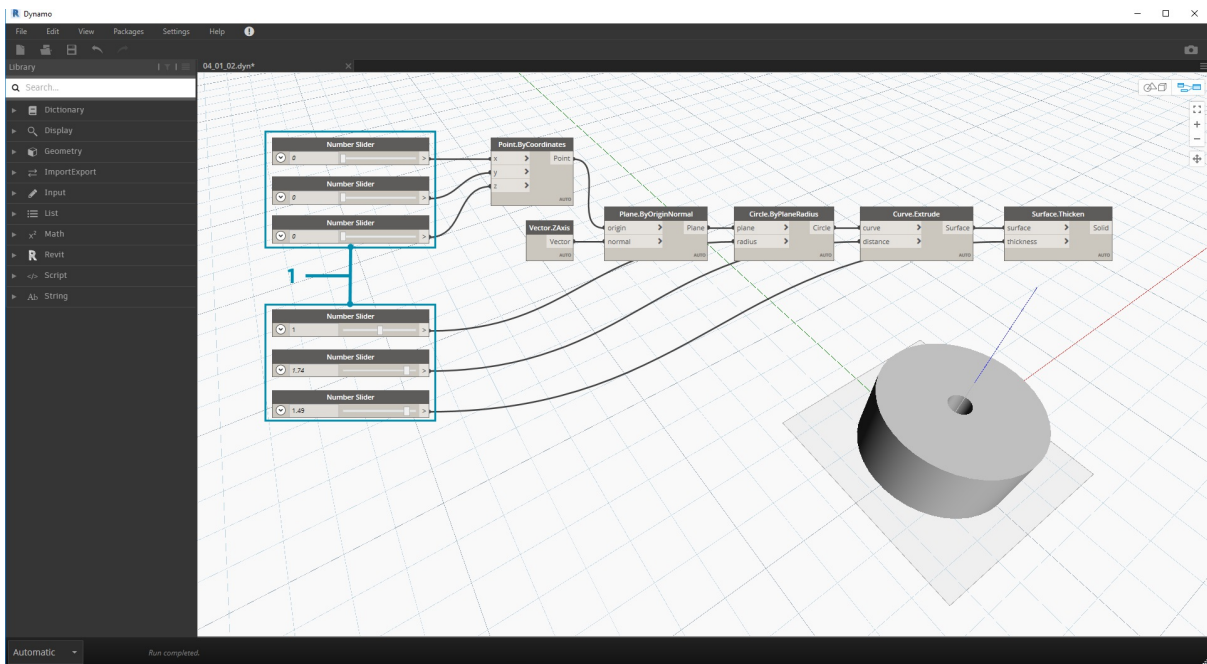 R Dynamo
File Edit View Packages Settings Help !
Library
04_01_02.dyn*
Search...
Dictionary
Display
Geometry
ImportExport
Input
List
x² Math
R Revit
</> Script
Ab String
Number Slider
0 >
Number Slider
0 >
Number Slider
0 >
1
Number Slider
1 >
Number Slider
1.74 >
Number Slider
1.49 >
Point.ByCoordinates
x > Point
y >
z >
AUTO
Vector.ZAxis
Vector
AUTO
Plane.ByOriginNormal
origin > Plane
normal >
AUTO
Circle.ByPlaneRadius
plane > Circle
radius >
AUTO
Curve.Extrude
curve > Surface
distance >
AUTO
Surface.Thicken
surface > Solid
thickness >
AUTO
Automatic
Run completed.